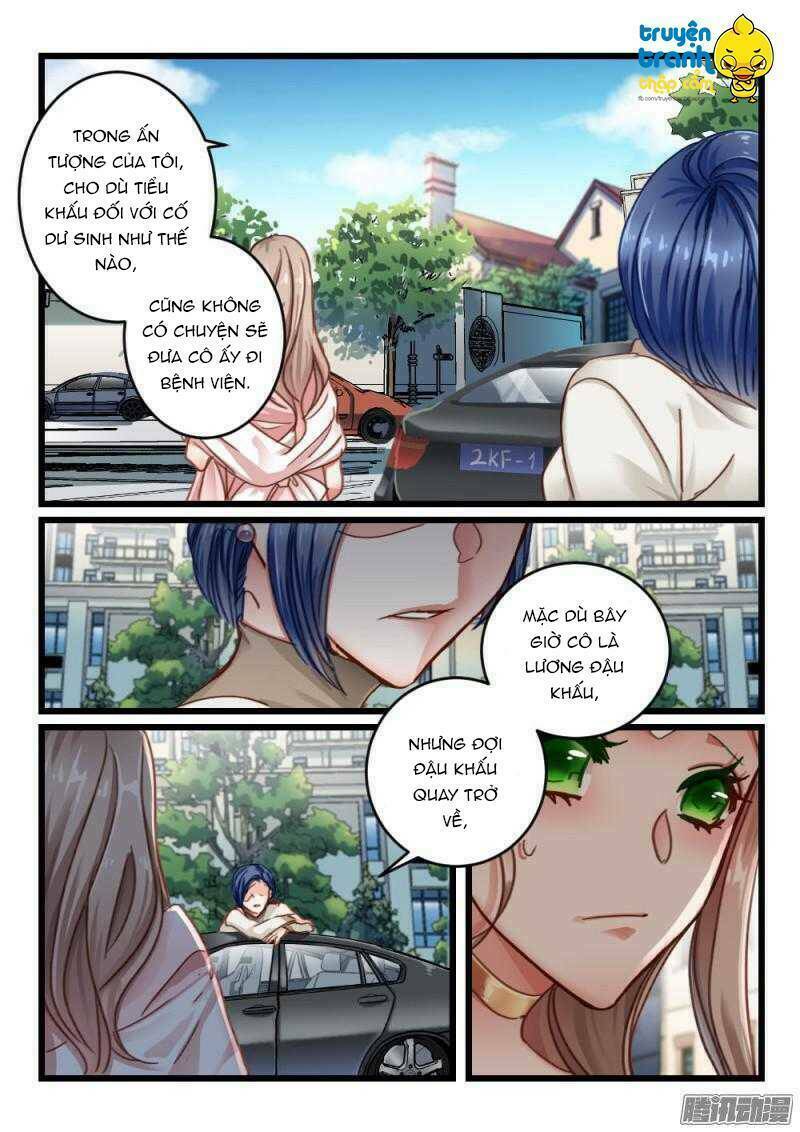 truyện
tranh
thập cẩm
TRONG ẤN
TƯỢNG CỦA TÔI,
CHO DÙ TIỂU
KHẤU ĐỐI VỚI CỐ
DƯ SINH NHƯ THẾ
NÀO,
CŨNG KHÔNG
CÓ CHUYỆN SẼ
ĐƯA CÔ ẤY ĐI
BỆNH VIỆN.
2KF-1
MẶC DÙ BÂY
GIỜ CÔ LÀ
LƯƠNG ĐẬU
KHẤU,
NHƯNG ĐỢI
ĐẬU KHẤU
QUAY TRỞ
VỀ,
腾讯动漫